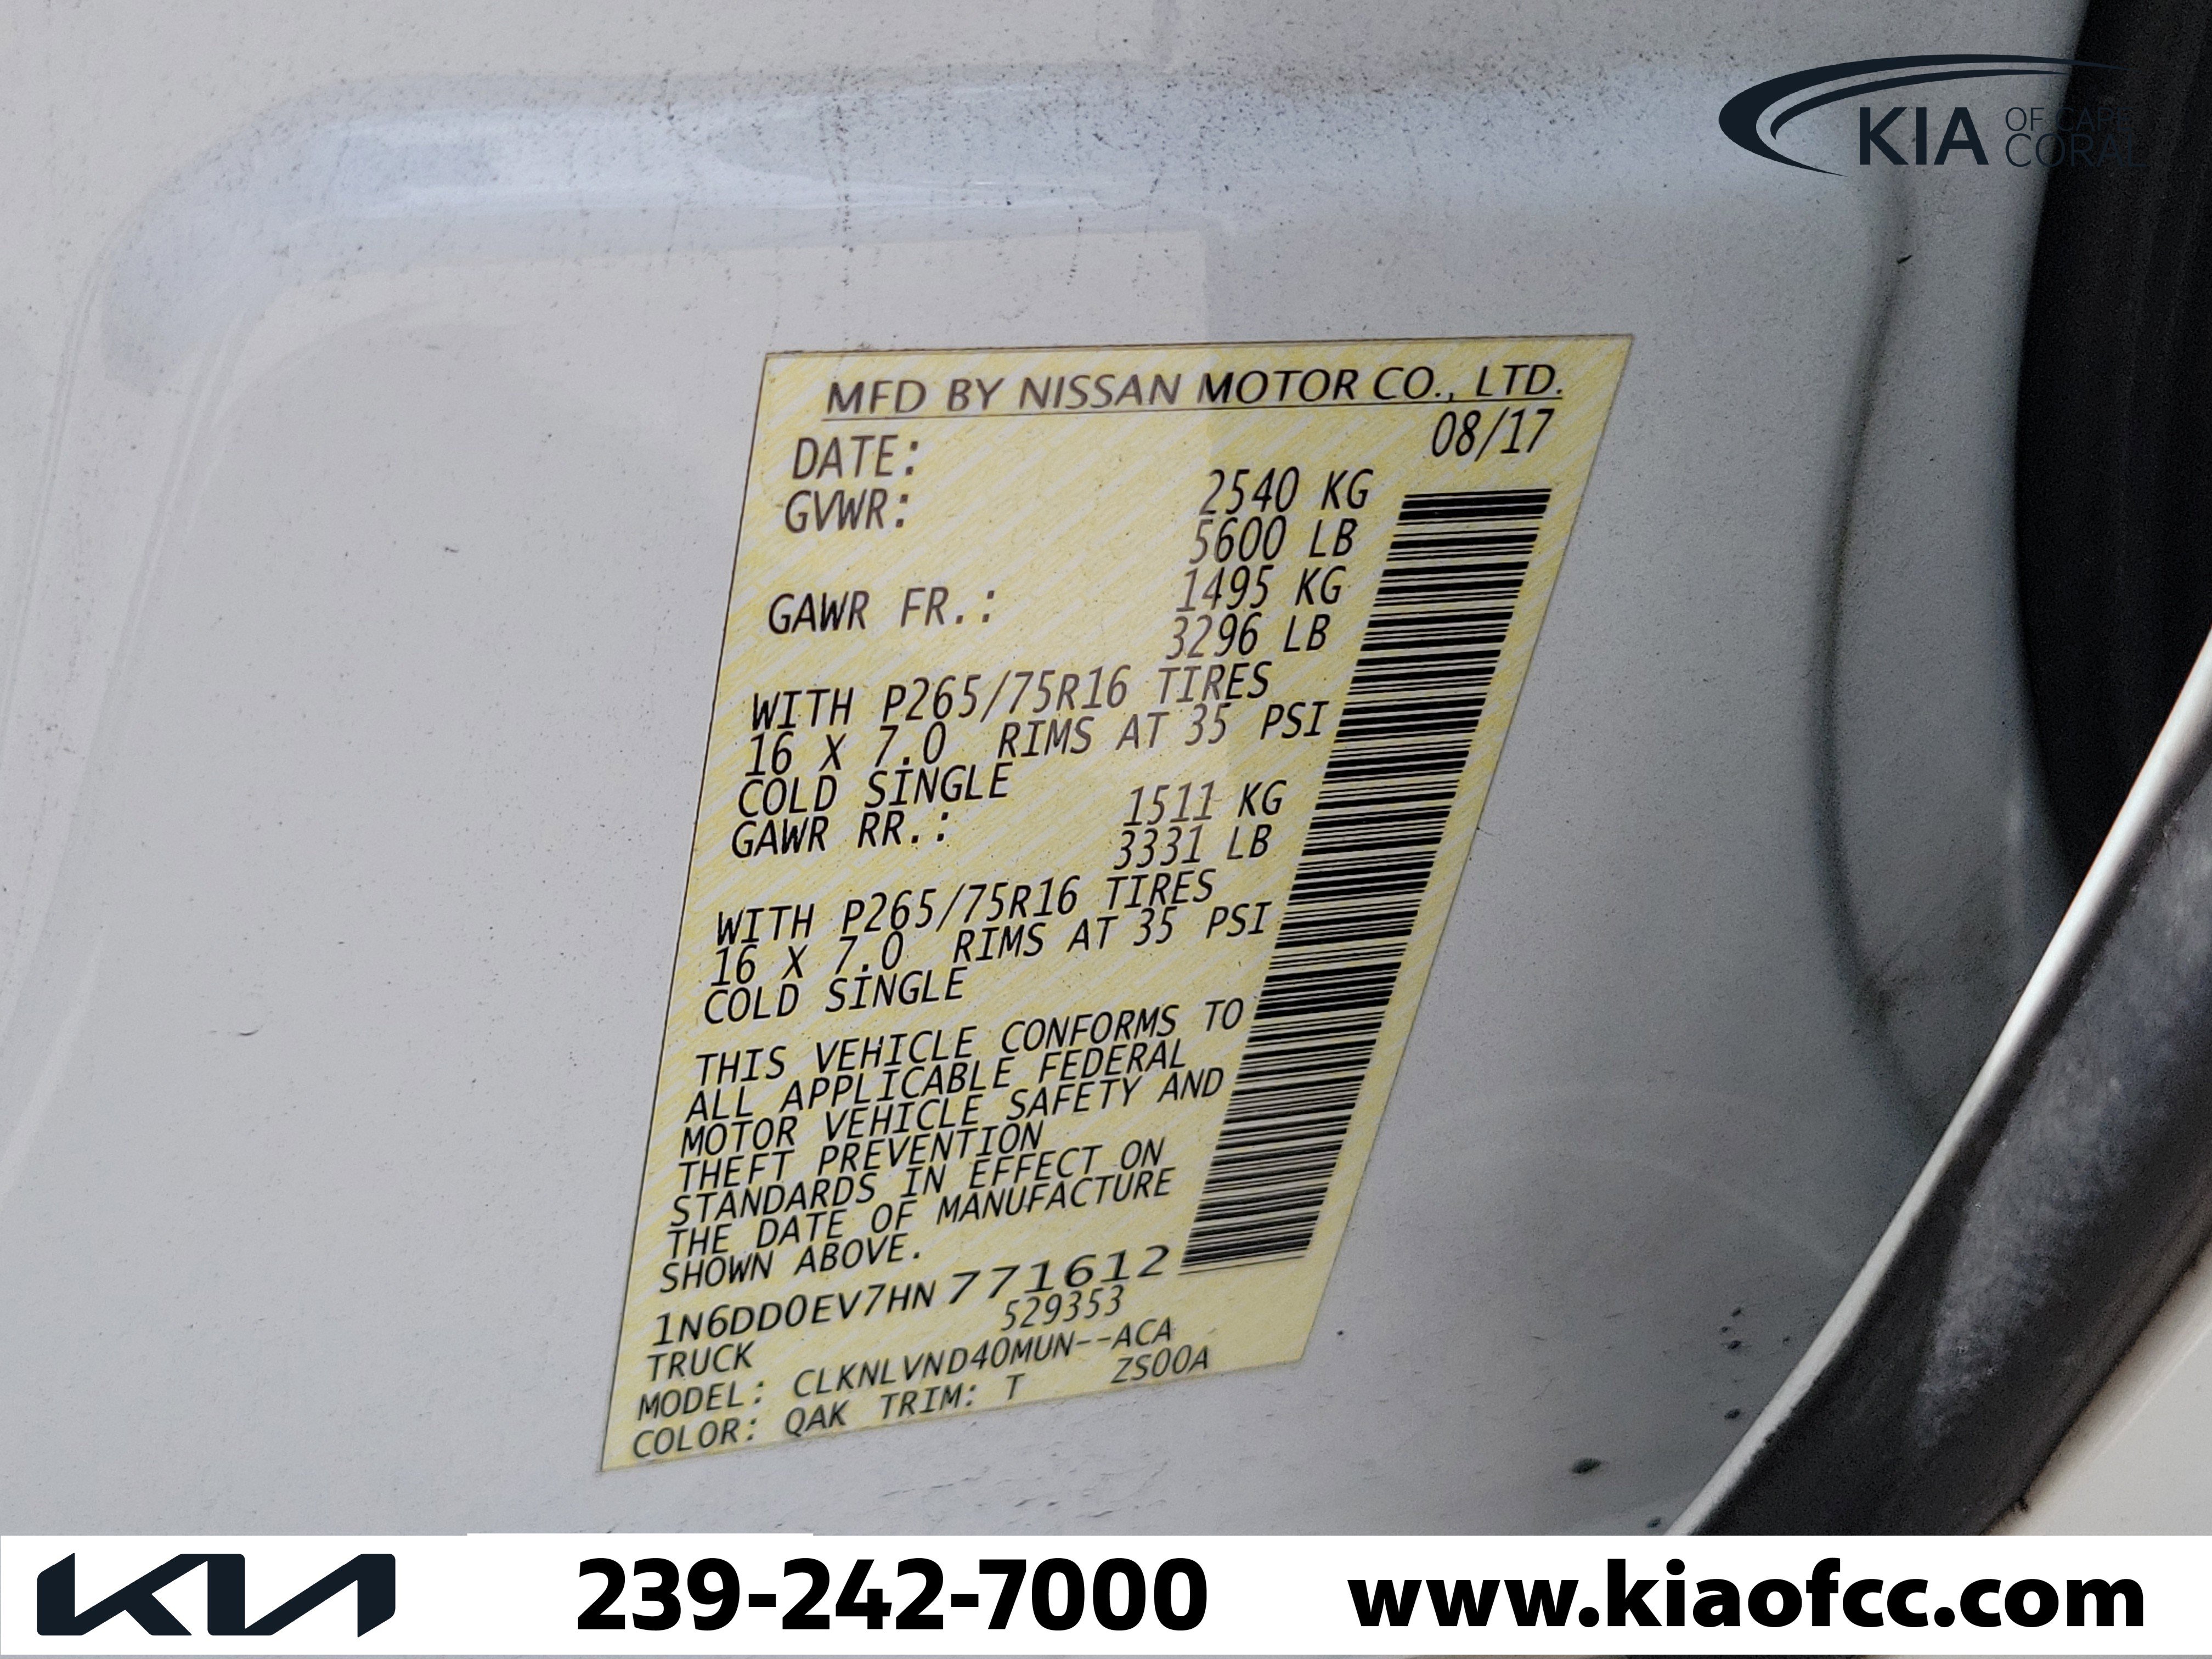 KIA OF CAPE
CORAL
MFD BY NISSAN MOTOR CO., LTD.
DATE: 08/17
GVWR: 2540 KG
5600 LB
GAWR FR.: 1495 KG
3296 LB
WITH P265/75R16 TIRES
16 X 7.0 RIMS AT 35 PSI
COLD SINGLE
GAWR RR.: 1511 KG
3331 LB
WITH P265/75R16 TIRES
16 X 7.0 RIMS AT 35 PSI
COLD SINGLE
THIS VEHICLE CONFORMS TO
ALL APPLICABLE FEDERAL
MOTOR VEHICLE SAFETY AND
THEFT PREVENTION
STANDARDS IN EFFECT ON
THE DATE OF MANUFACTURE
SHOWN ABOVE.
1N6DD0EV7HN771612
TRUCK 529353
MODEL: CLKNLVND40MUN--ACA
COLOR: QAK TRIM: T ZS00A
KIA 239-242-7000 www.kiaofcc.com